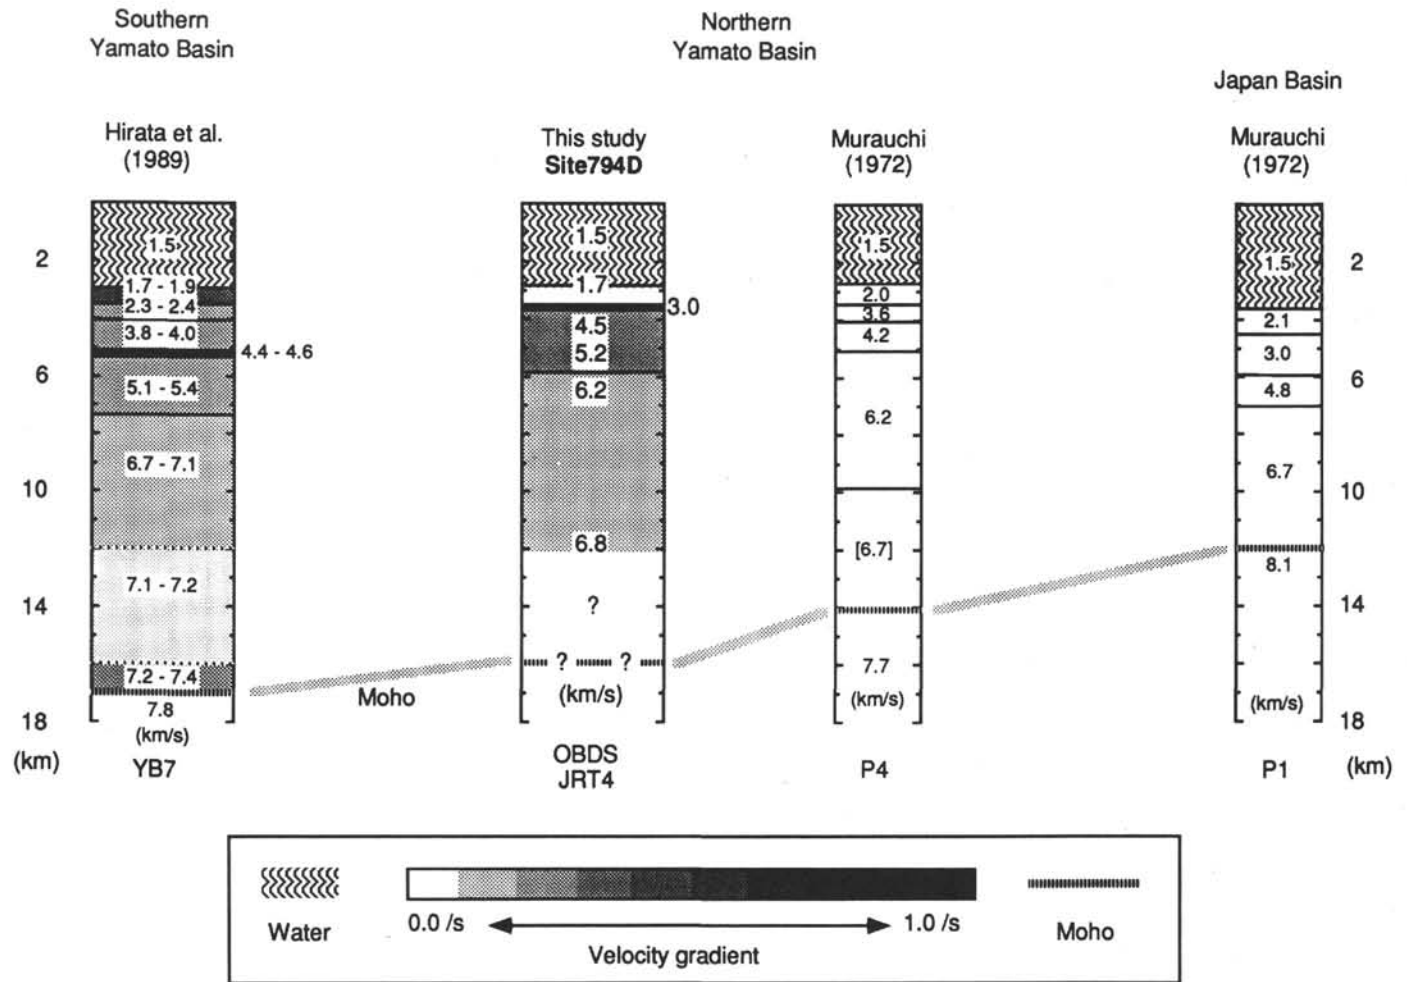 Southern
Yamato Basin
Northern
Yamato Basin
Japan Basin
Hirata et al.
(1989)
This study
Site794D
Murauchi
(1972)
Murauchi
(1972)
2
6
10
14
18
(km)
1.5
1.7 - 1.9
2.3 - 2.4
3.8 - 4.0
4.4 - 4.6
5.1 - 5.4
6.7 - 7.1
7.1 - 7.2
7.2 - 7.4
7.8
(km/s)
YB7
Moho
1.5
1.7
3.0
4.5
5.2
6.2
6.8
?
? ?
(km/s)
OBDS
JRT4
1.5
2.0
3.6
4.2
6.2
[6.7]
7.7
(km/s)
P4
1.5
2.1
3.0
4.8
6.7
8.1
(km/s)
P1
2
6
10
14
18
(km)
Water
0.0 /s
1.0 /s
Velocity gradient
Moho